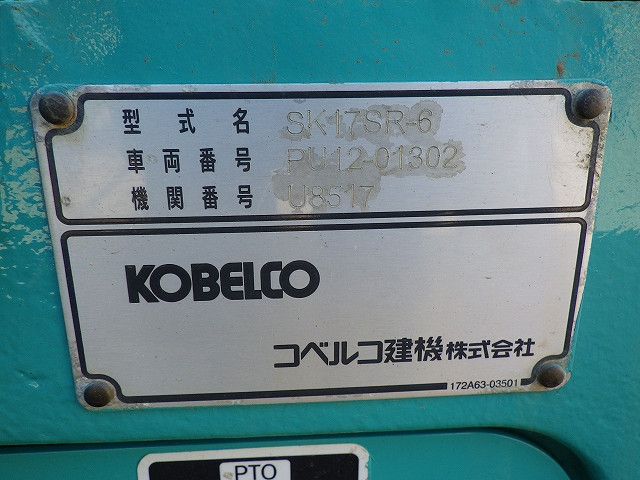 型式名 SK17SR-6
車両番号 PU12-01302
機関番号 U8517
KOBELCO
コベルコ建機株式会社
172A63-03501
PTO